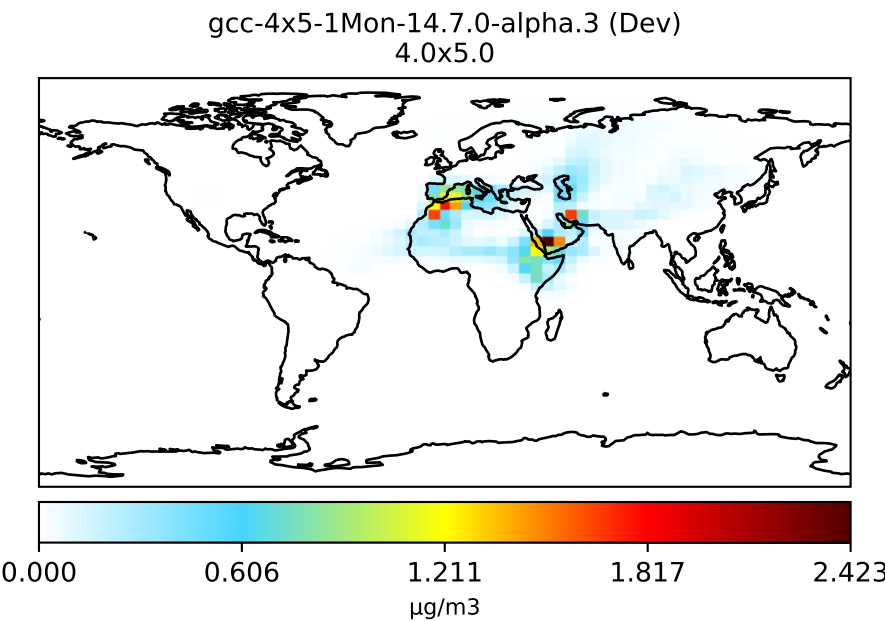 gcc-4x5-1Mon-14.7.0-alpha.3 (Dev)
4.0x5.0
0.000 0.606 1.211 1.817 2.423
μg/m3